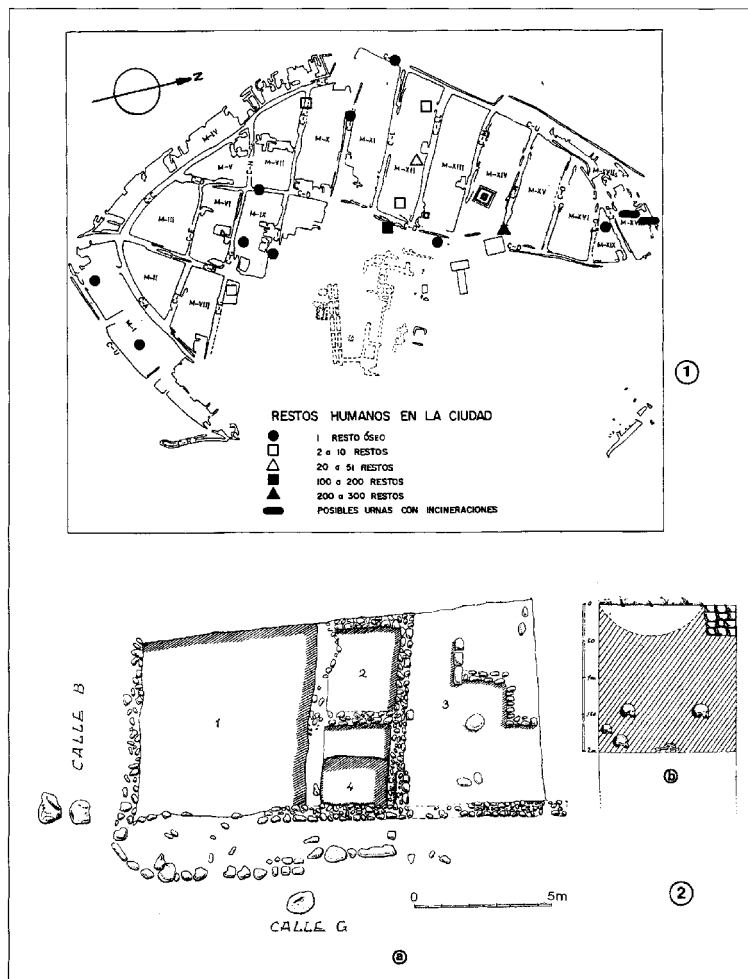 N
M-IV
M-V
M-VII
M-X
M-XI
M-XII
M-XIII
M-XIV
M-XV
M-XVI
M-XIX
M-III
M-VI
M-IX
M-II
M-VIII
M-I
1
RESTOS HUMANOS EN LA CIUDAD
1 RESTO ÓSEO
2 a 10 RESTOS
20 a 51 RESTOS
100 a 200 RESTOS
200 a 300 RESTOS
POSIBLES URNAS CON INCINERACIONES
CALLE B
1
2
3
4
0
b
0 5m
2
CALLE G
a